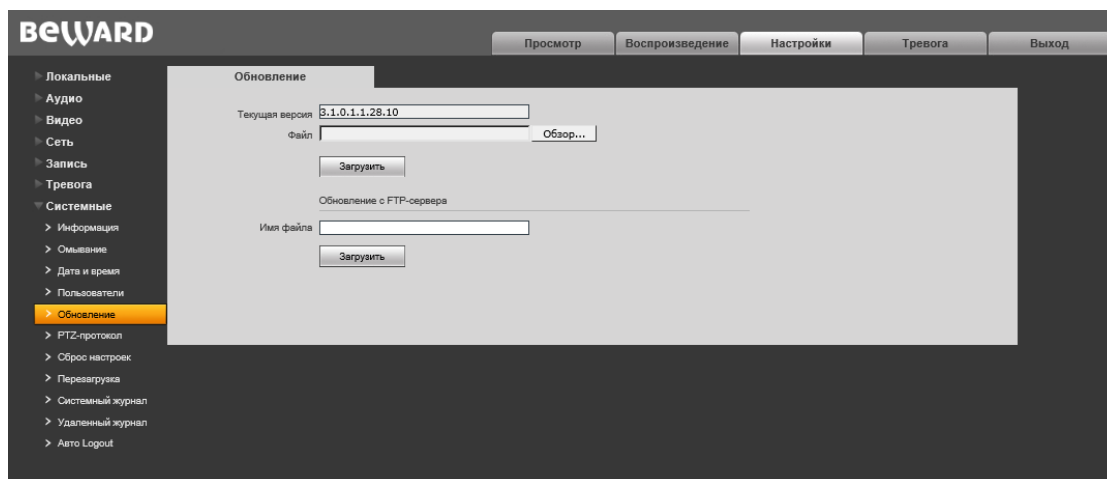 BEWARD
Просмотр
Воспроизведение
Настройки
Тревога
Выход
Локальные
Аудио
Видео
Сеть
Запись
Тревога
Системные
Информация
Омывание
Дата и время
Пользователи
Обновление
PTZ-протокол
Сброс настроек
Перезагрузка
Системный журнал
Удаленный журнал
Авто Logout
Обновление
Текущая версия 3.1.0.1.1.28.10
Файл Обзор...
Загрузить
Обновление с FTP-сервера
Имя файла
Загрузить